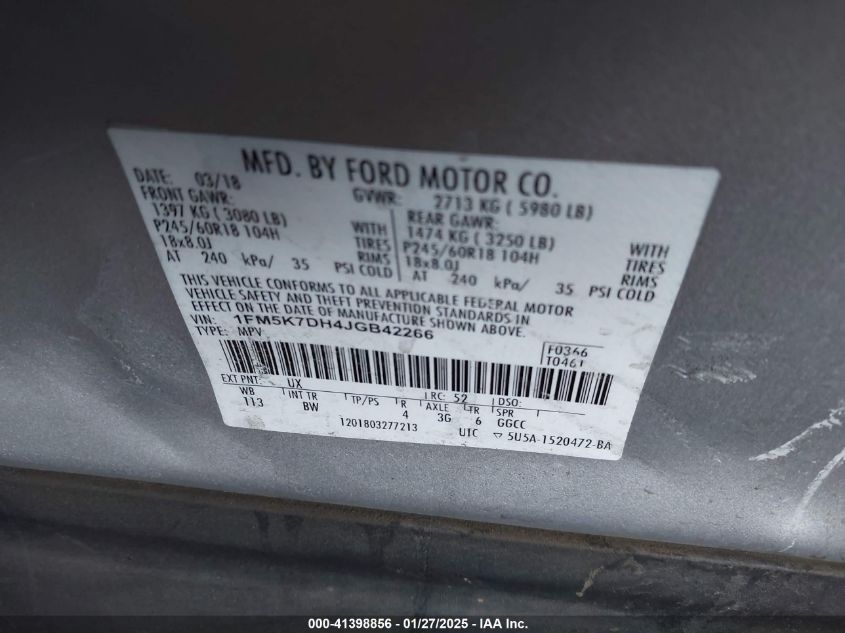 MFD. BY FORD MOTOR CO.
DATE: 03/18 GVWR: 2713 KG ( 5980 LB)
FRONT GAWR: REAR GAWR:
1397 KG ( 3080 LB) WITH 1474 KG ( 3250 LB) WITH
P245/60R18 104H TIRES P245/60R18 104H TIRES
18x8.0J RIMS 18x8.0J RIMS
AT 240 kPa/ 35 PSI COLD AT 240 kPa/ 35 PSI COLD
THIS VEHICLE CONFORMS TO ALL APPLICABLE FEDERAL MOTOR
VEHICLE SAFETY AND THEFT PREVENTION STANDARDS IN
EFFECT ON THE DATE OF MANUFACTURE SHOWN ABOVE.
VIN: 1FM5K7DH4JGB42266
TYPE: MPV
F0366
T0461
EXT PNT: UX RC: 52 DSO:
WB INT TR TP/PS R AXLE TR SPR
113 BW 4 3G 6 GGCC
1201803277213 UTC ▽ 5U5A-1520472-BA
000-41398856 - 01/27/2025 - IAA Inc.